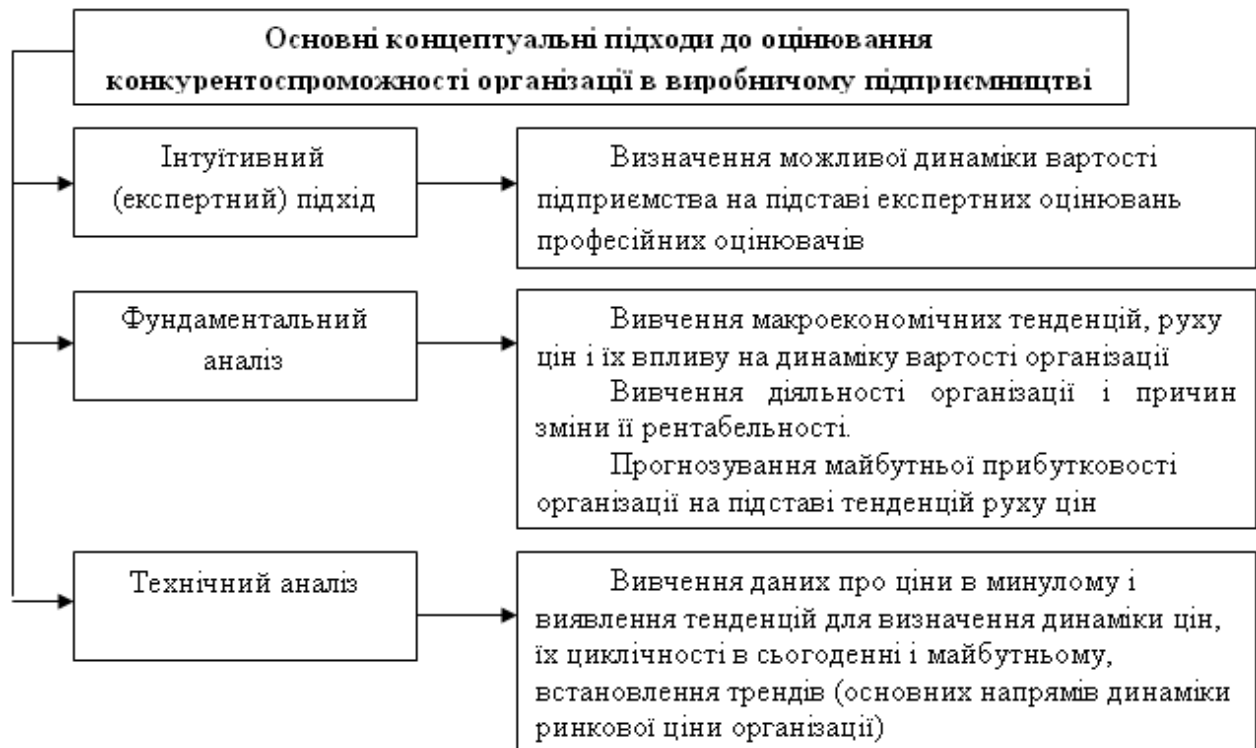 Основні концептуальні підходи до оцінювання
конкурентоспроможності організації в виробничому підприємництві
Інтуїтивний
(експертний) підхід
Визначення можливої динаміки вартості
підприємства на підставі експертних оцінювань
професійних оцінювачів
Фундаментальний
аналіз
Вивчення макроекономічних тенденцій, руху
цін і їх впливу на динаміку вартості організації
Вивчення діяльності організації і причин
зміни її рентабельності.
Прогнозування майбутньої прибутковості
організації на підставі тенденцій руху цін
Технічний аналіз
Вивчення даних про ціни в минулому і
виявлення тенденцій для визначення динаміки цін,
їх циклічності в сьогоденні і майбутньому,
встановлення трендів (основних напрямів динаміки
ринкової ціни організації)